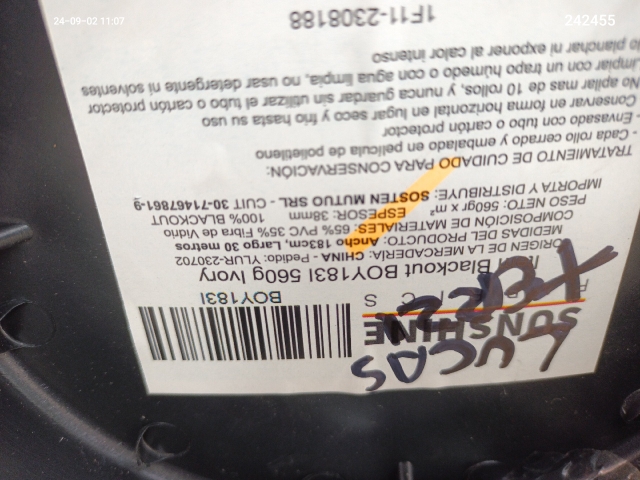 24-09-02 11:07
242455
LUCAS
SUNSHINE
F B R I C S
BOY183I
Blackout BOY183I 560g Ivory
ORIGEN DE LA MERCADERÍA: CHINA - Pedido: YLUR-230702
MEDIDAS DEL PRODUCTO: Ancho 183cm, Largo 30 metros
COMPOSICIÓN DE MATERIALES: 65% PVC 35% Fibra de Vidrio
PESO NETO: 560gr x m² ESPESOR: 38mm 100% BLACKOUT
IMPORTA Y DISTRIBUYE: SOSTEN MUTUO SRL - CUIT 30-71467861-9
TRATAMIENTO DE CUIDADO PARA CONSERVACIÓN:
- Cada rollo cerrado y embalado en película de polietileno
- Envasado con tubo o cartón protector
Conservar en forma horizontal en lugar seco y frio hasta su uso
No apilar mas de 10 rollos, y nunca guardar sin utilizar el tubo o cartón protector
Limpiar con un trapo húmedo o con agua limpia, no usar detergente ni solventes
No planchar ni exponer al calor intenso
1F11-2308188